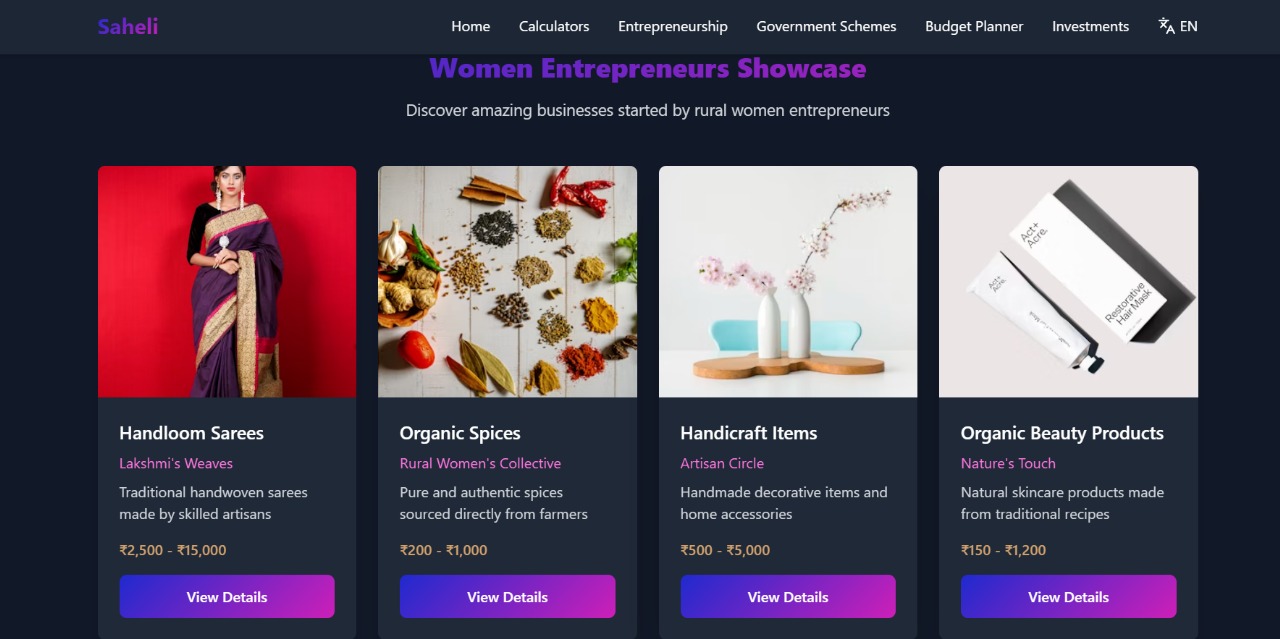 Saheli
Home
Calculators
Entrepreneurship
Government Schemes
Budget Planner
Investments
EN
Women Entrepreneurs Showcase
Discover amazing businesses started by rural women entrepreneurs
Act+
Acre.
Restorative
Hair Mask
Act+
Acre.
Handloom Sarees
Lakshmi's Weaves
Traditional handwoven sarees
made by skilled artisans
₹2,500 - ₹15,000
View Details
Organic Spices
Rural Women's Collective
Pure and authentic spices
sourced directly from farmers
₹200 - ₹1,000
View Details
Handicraft Items
Artisan Circle
Handmade decorative items and
home accessories
₹500 - ₹5,000
View Details
Organic Beauty Products
Nature's Touch
Natural skincare products made
from traditional recipes
₹150 - ₹1,200
View Details